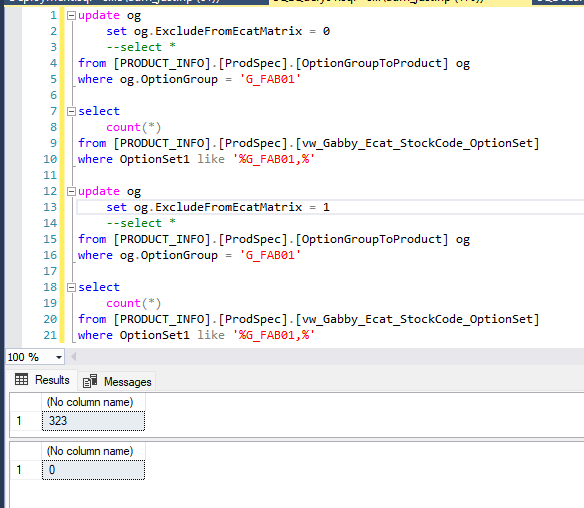 1 update og
2 set og.ExcludeFromEcatMatrix = 0
3 --select *
4 from [PRODUCT_INFO].[ProdSpec].[OptionGroupToProduct] og
5 where og.OptionGroup = 'G_FAB01'
6
7 select
8 count(*)
9 from [PRODUCT_INFO].[ProdSpec].[vw_Gabby_Ecat_StockCode_OptionSet]
10 where OptionSet1 like '%G_FAB01,%'
11
12 update og
13 set og.ExcludeFromEcatMatrix = 1
14 --select *
15 from [PRODUCT_INFO].[ProdSpec].[OptionGroupToProduct] og
16 where og.OptionGroup = 'G_FAB01'
17
18 select
19 count(*)
20 from [PRODUCT_INFO].[ProdSpec].[vw_Gabby_Ecat_StockCode_OptionSet]
21 where OptionSet1 like '%G_FAB01,%'
100 %
Results Messages
(No column name)
1 323
(No column name)
1 0